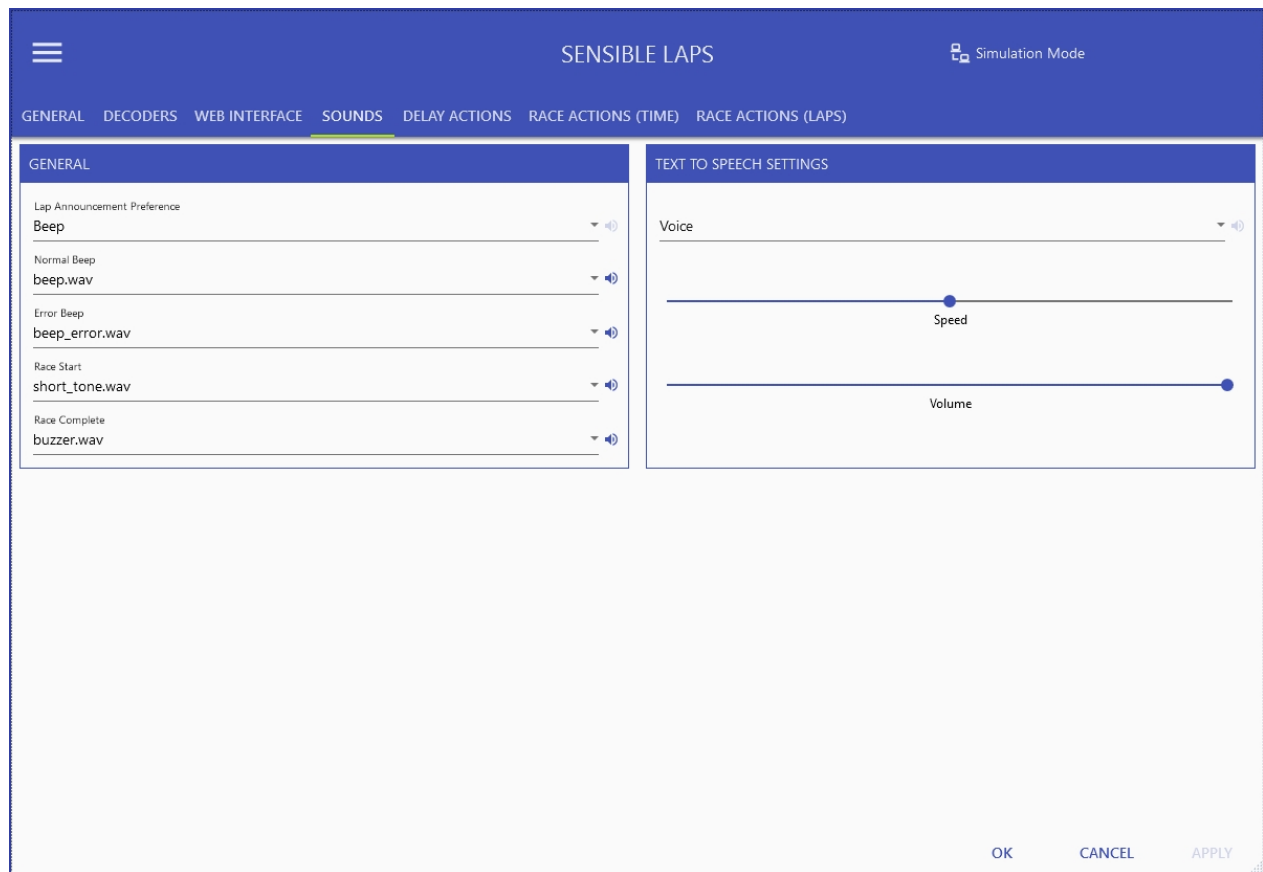 SENSIBLE LAPS
Simulation Mode
GENERAL DECODERS WEB INTERFACE SOUNDS DELAY ACTIONS RACE ACTIONS (TIME) RACE ACTIONS (LAPS)
GENERAL
Lap Announcement Preference
Beep
Normal Beep
beep.wav
Error Beep
beep_error.wav
Race Start
short_tone.wav
Race Complete
buzzer.wav
TEXT TO SPEECH SETTINGS
Voice
Speed
Volume
OK CANCEL APPLY